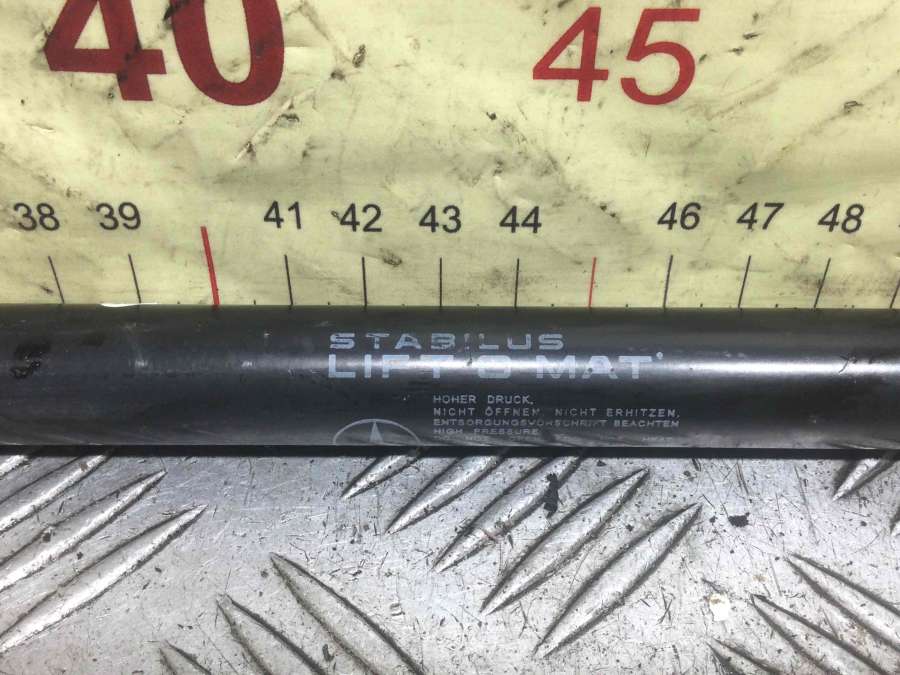 40 45
38 39 41 42 43 44 46 47 48
STABILUS
LIFT-O-MAT
HOHER DRUCK.
NICHT ÖFFNEN, NICHT ERHITZEN.
ENTSORGUNGSVORSCHRIFT BEACHTEN
HIGH PRESSURE